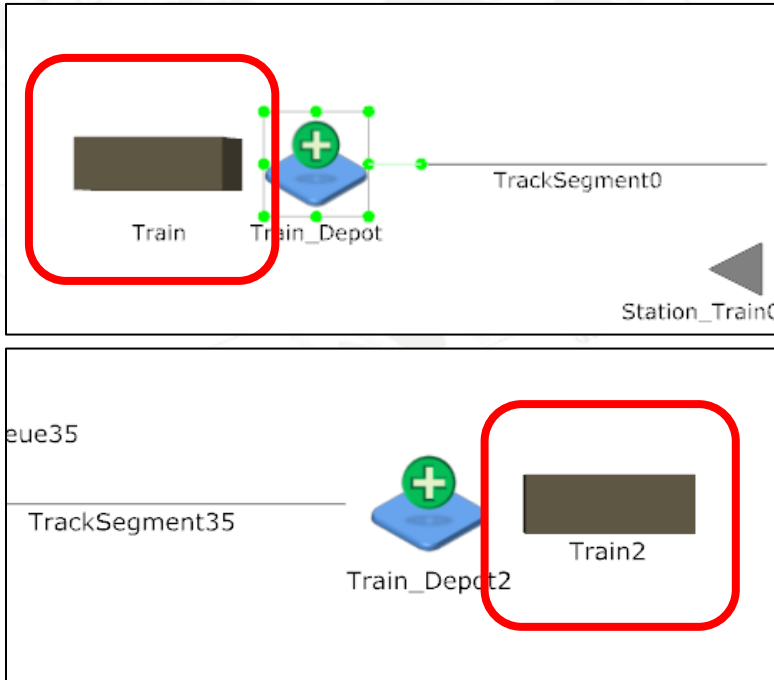 Train
Train_Depot
TrackSegment0
Station_Train0
eue35
TrackSegment35
Train_Depot2
Train2